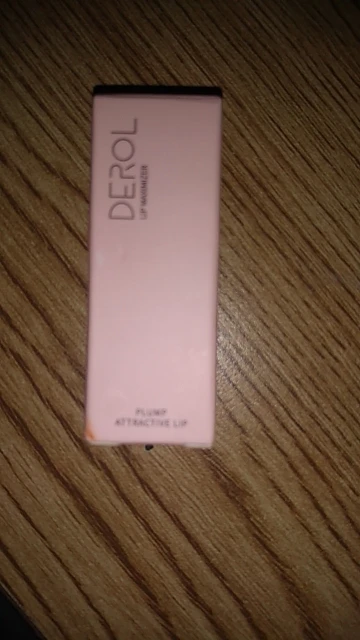 DEROL
LIP MAXIMIZER
PLUMP
ATTRACTIVE LIP